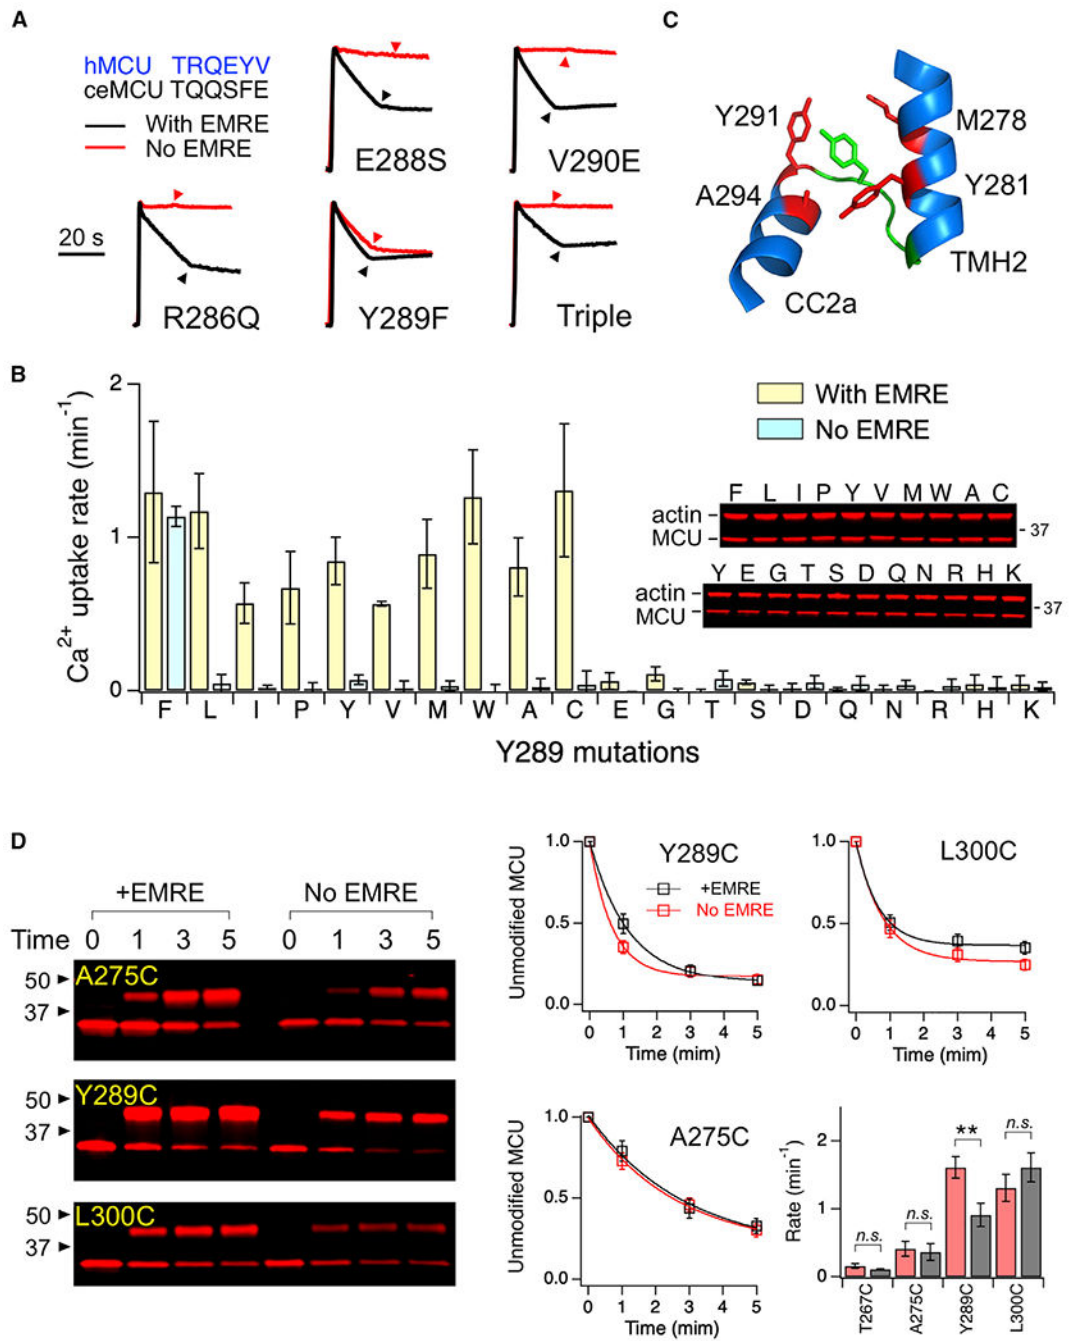 A
hMCU TRQEYV
ceMCU TQQSFE
With EMRE
No EMRE
E288S
V290E
20 s
R286Q
Y289F
Triple
C
Y291
M278
A294
Y281
TMH2
CC2a
B
Ca2+ uptake rate (min-1)
2
1
0
With EMRE
No EMRE
F L I P Y V M W A C
actin
MCU
37
Y E G T S D Q N R H K
actin
MCU
37
F L I P Y V M W A C E G T S D Q N R H K
Y289 mutations
D
+EMRE No EMRE
Time 0 1 3 5 0 1 3 5
50
37
A275C
50
37
Y289C
50
37
L300C
Unmodified MCU
1.0
0.5
0.0
Y289C
+EMRE
No EMRE
0 1 2 3 4 5
Time (mim)
1.0
0.5
0.0
L300C
0 1 2 3 4 5
Time (mim)
Unmodified MCU
1.0
0.5
0.0
A275C
0 1 2 3 4 5
Time (mim)
Rate (min-1)
2
1
0
n.s.
n.s.
**
n.s.
T267C
A275C
Y289C
L300C